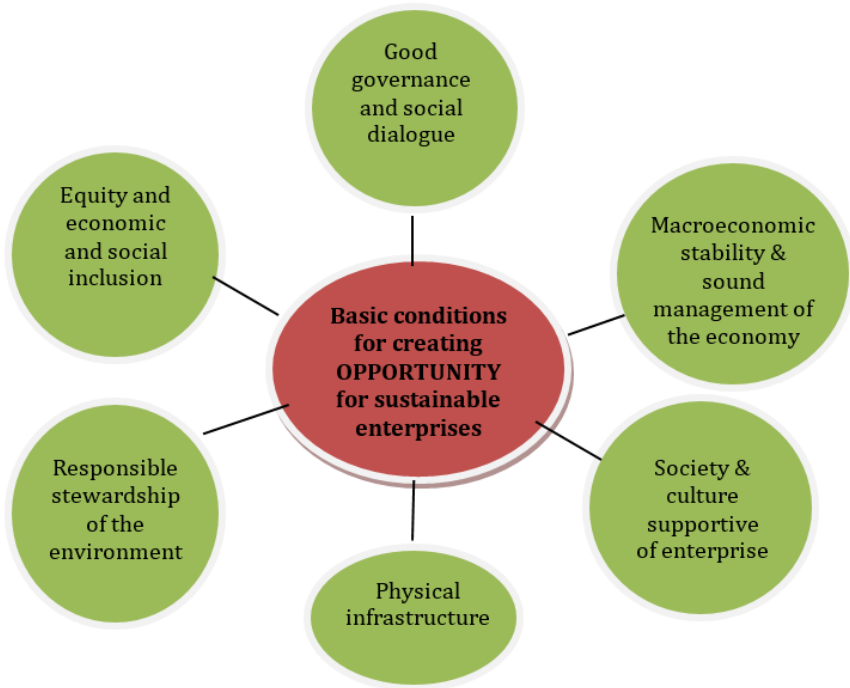 Good
governance
and social
dialogue
Equity and
economic
and social
inclusion
Macroeconomic
stability &
sound
management of
the economy
Basic conditions
for creating
OPPORTUNITY
for sustainable
enterprises
Responsible
stewardship
of the
environment
Society &
culture
supportive
of enterprise
Physical
infrastructure